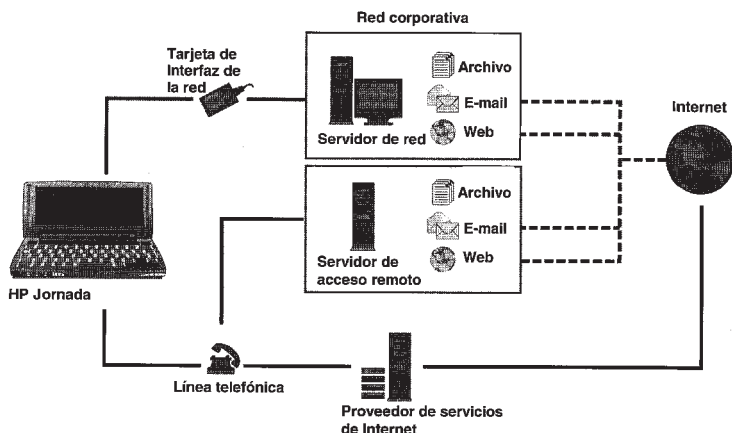 Red corporativa
Tarjeta de
Interfaz de
la red
Archivo
E-mail
Web
Servidor de red
Internet
Archivo
E-mail
Web
Servidor de
acceso remoto
HP Jornada
Línea telefónica
Proveedor de servicios
de Internet